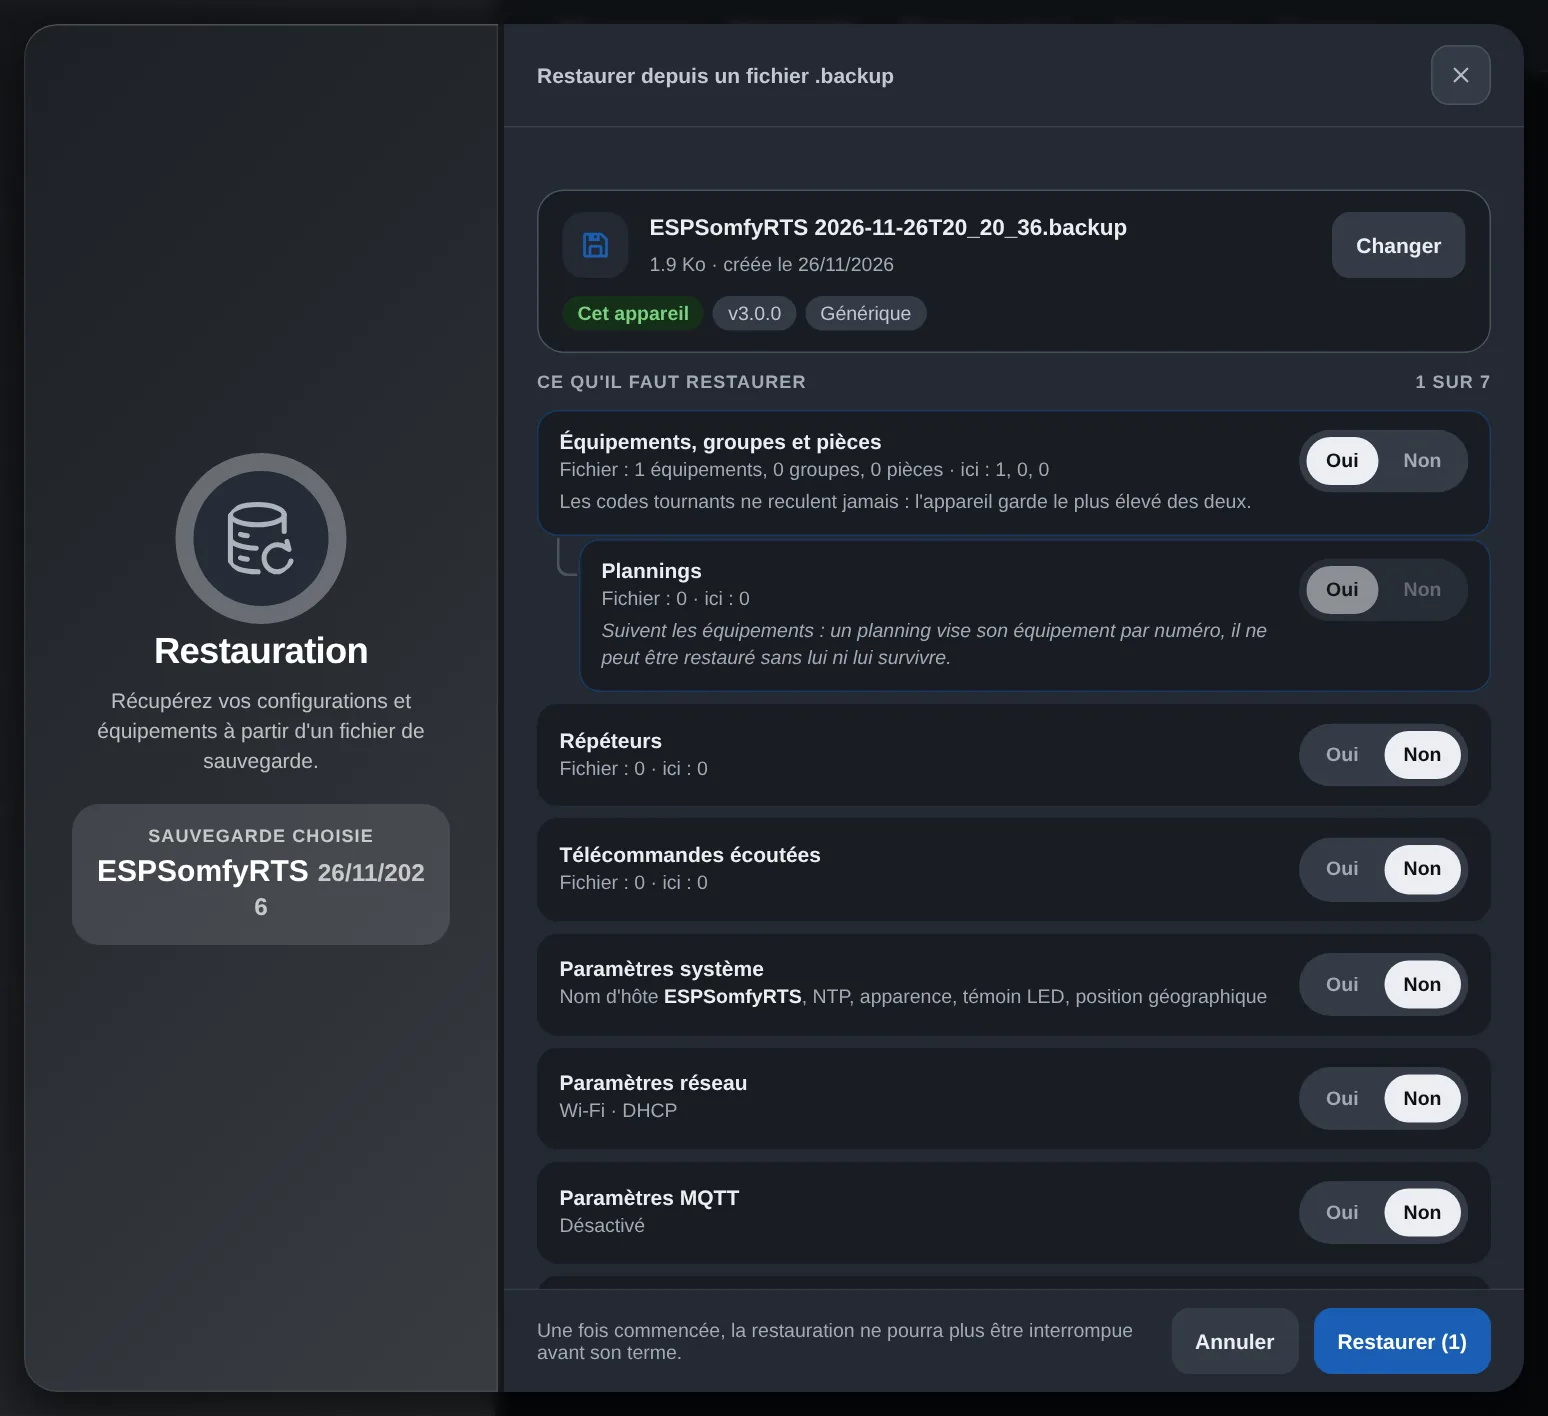 Restauration
Récupérez vos configurations et
équipements à partir d'un fichier de
sauvegarde.
SAUVEGARDE CHOISIE
ESPSomfyRTS 26/11/202
6
Restaurer depuis un fichier .backup
ESPSomfyRTS 2026-11-26T20_20_36.backup
1.9 Ko · créée le 26/11/2026
Changer
Cet appareil v3.0.0 Générique
CE QU'IL FAUT RESTAURER 1 SUR 7
Équipements, groupes et pièces
Fichier : 1 équipements, 0 groupes, 0 pièces · ici : 1, 0, 0
Les codes tournants ne reculent jamais : l'appareil garde le plus élevé des deux.
Oui Non
Plannings
Fichier : 0 · ici : 0
Suivent les équipements : un planning vise son équipement par numéro, il ne
peut être restauré sans lui ni lui survivre.
Oui Non
Répéteurs
Fichier : 0 · ici : 0
Oui Non
Télécommandes écoutées
Fichier : 0 · ici : 0
Oui Non
Paramètres système
Nom d'hôte ESPSomfyRTS, NTP, apparence, témoin LED, position géographique
Oui Non
Paramètres réseau
Wi-Fi · DHCP
Oui Non
Paramètres MQTT
Désactivé
Oui Non
Une fois commencée, la restauration ne pourra plus être interrompue
avant son terme.
Annuler Restaurer (1)